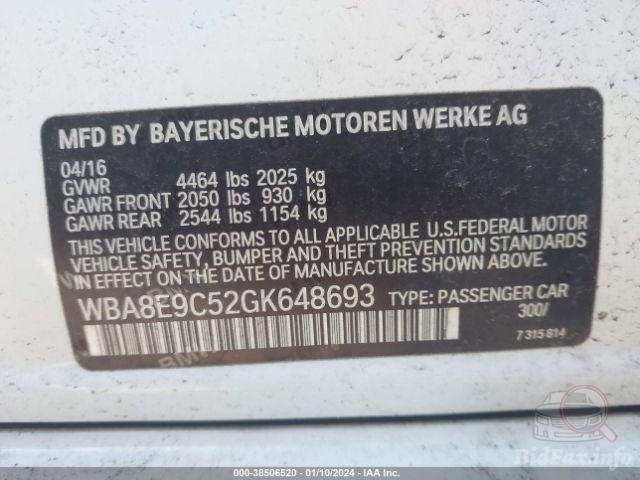 MFD BY BAYERISCHE MOTOREN WERKE AG
04/16
GVWR 4464 lbs 2025 kg
GAWR FRONT 2050 lbs 930 kg
GAWR REAR 2544 lbs 1154 kg
THIS VEHICLE CONFORMS TO ALL APPLICABLE U.S.FEDERAL MOTOR
VEHICLE SAFETY, BUMPER AND THEFT PREVENTION STANDARDS
IN EFFECT ON THE DATE OF MANUFACTURE SHOWN ABOVE.
WBA8E9C52GK648693 TYPE: PASSENGER CAR
300/
7 315 814
BidFax.info
000-38506520 - 01/10/2024 - IAA Inc.